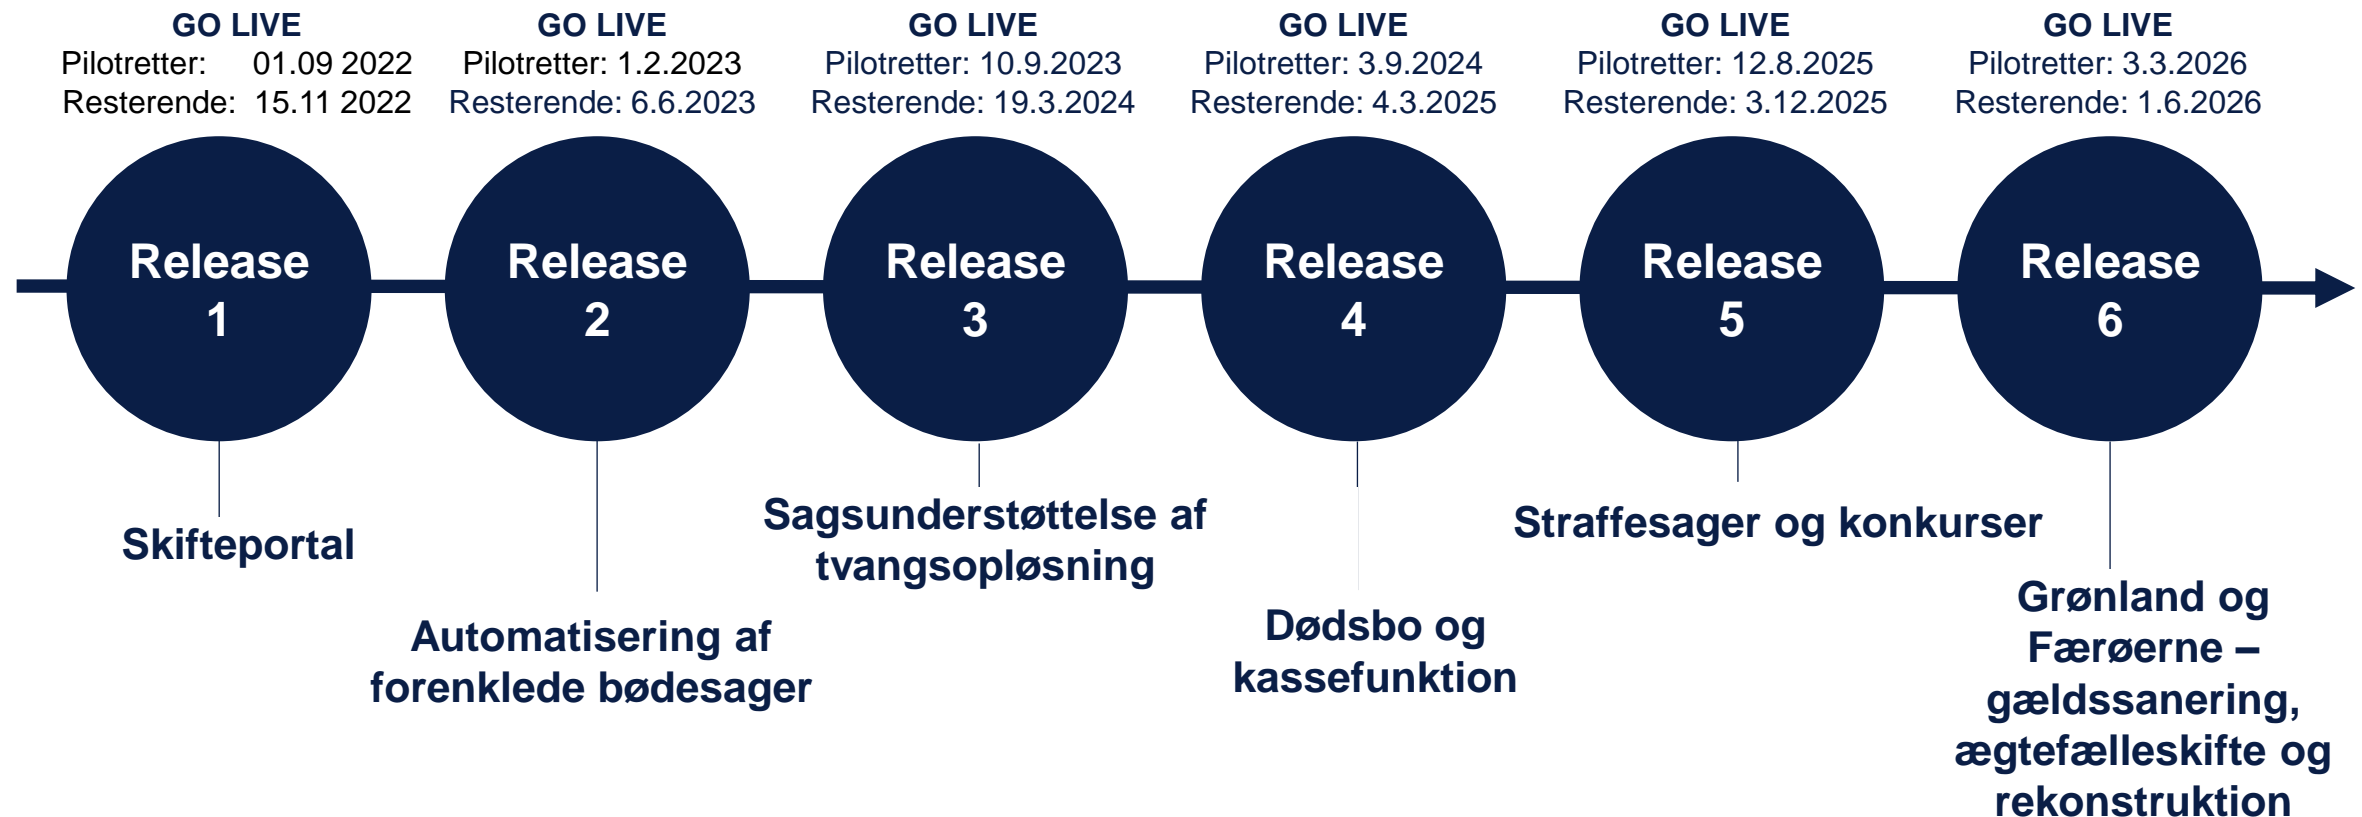 GO LIVE
Pilotretter: 01.09 2022
Resterende: 15.11 2022
GO LIVE
Pilotretter: 1.2.2023
Resterende: 6.6.2023
GO LIVE
Pilotretter: 10.9.2023
Resterende: 19.3.2024
GO LIVE
Pilotretter: 3.9.2024
Resterende: 4.3.2025
GO LIVE
Pilotretter: 12.8.2025
Resterende: 3.12.2025
GO LIVE
Pilotretter: 3.3.2026
Resterende: 1.6.2026
Release
1
Release
2
Release
3
Release
4
Release
5
Release
6
Skifteportal
Automatisering af
forenklede bødesager
Sagsunderstøttelse af
tvangsopløsning
Dødsbo og
kassefunktion
Straffesager og konkurser
Grønland og
Færøerne –
gældssanering,
ægtefælleskifte og
rekonstruktion